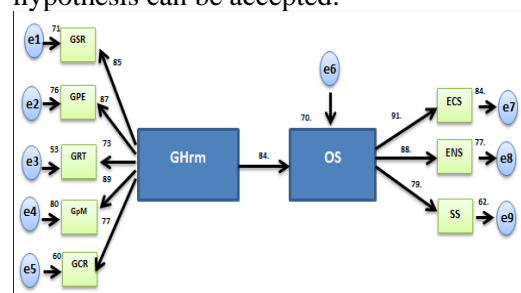 hypothesis can be accepted.
e1 71 GSR 85
e6
e2 76 GPE 87
70.
ECS 84. e7
91.
e3 53 GRT 73
GHrm 84. OS
88. ENS 77. e8
89
79.
e4 80 GpM
77
SS 62. e9
e5 60 GCR